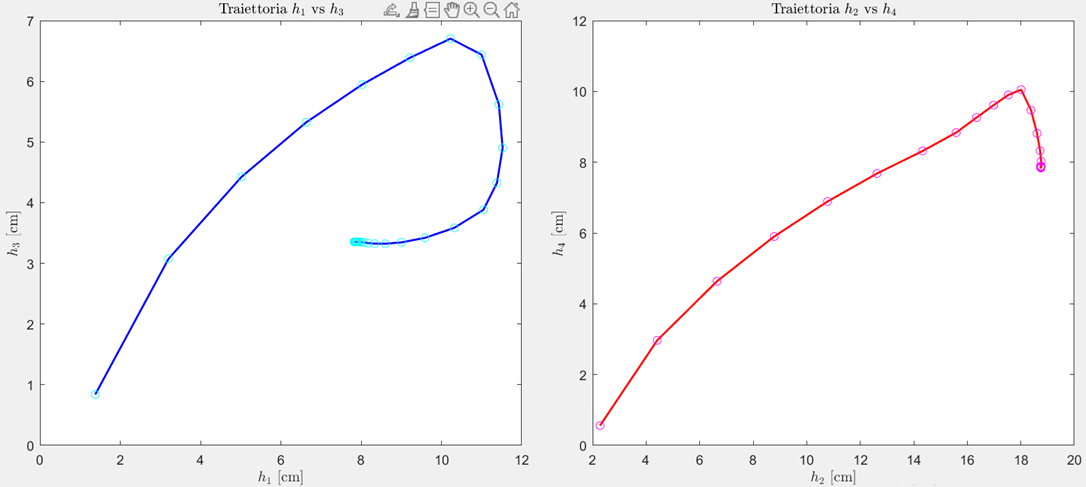 Traiettoria h₁ vs h₃
7
6
5
4
3
2
1
0
h₃ [cm]
0 2 4 6 8 10 12
h₁ [cm]
Traiettoria h₂ vs h₄
12
10
8
6
4
2
0
h₄ [cm]
2 4 6 8 10 12 14 16 18 20
h₂ [cm]